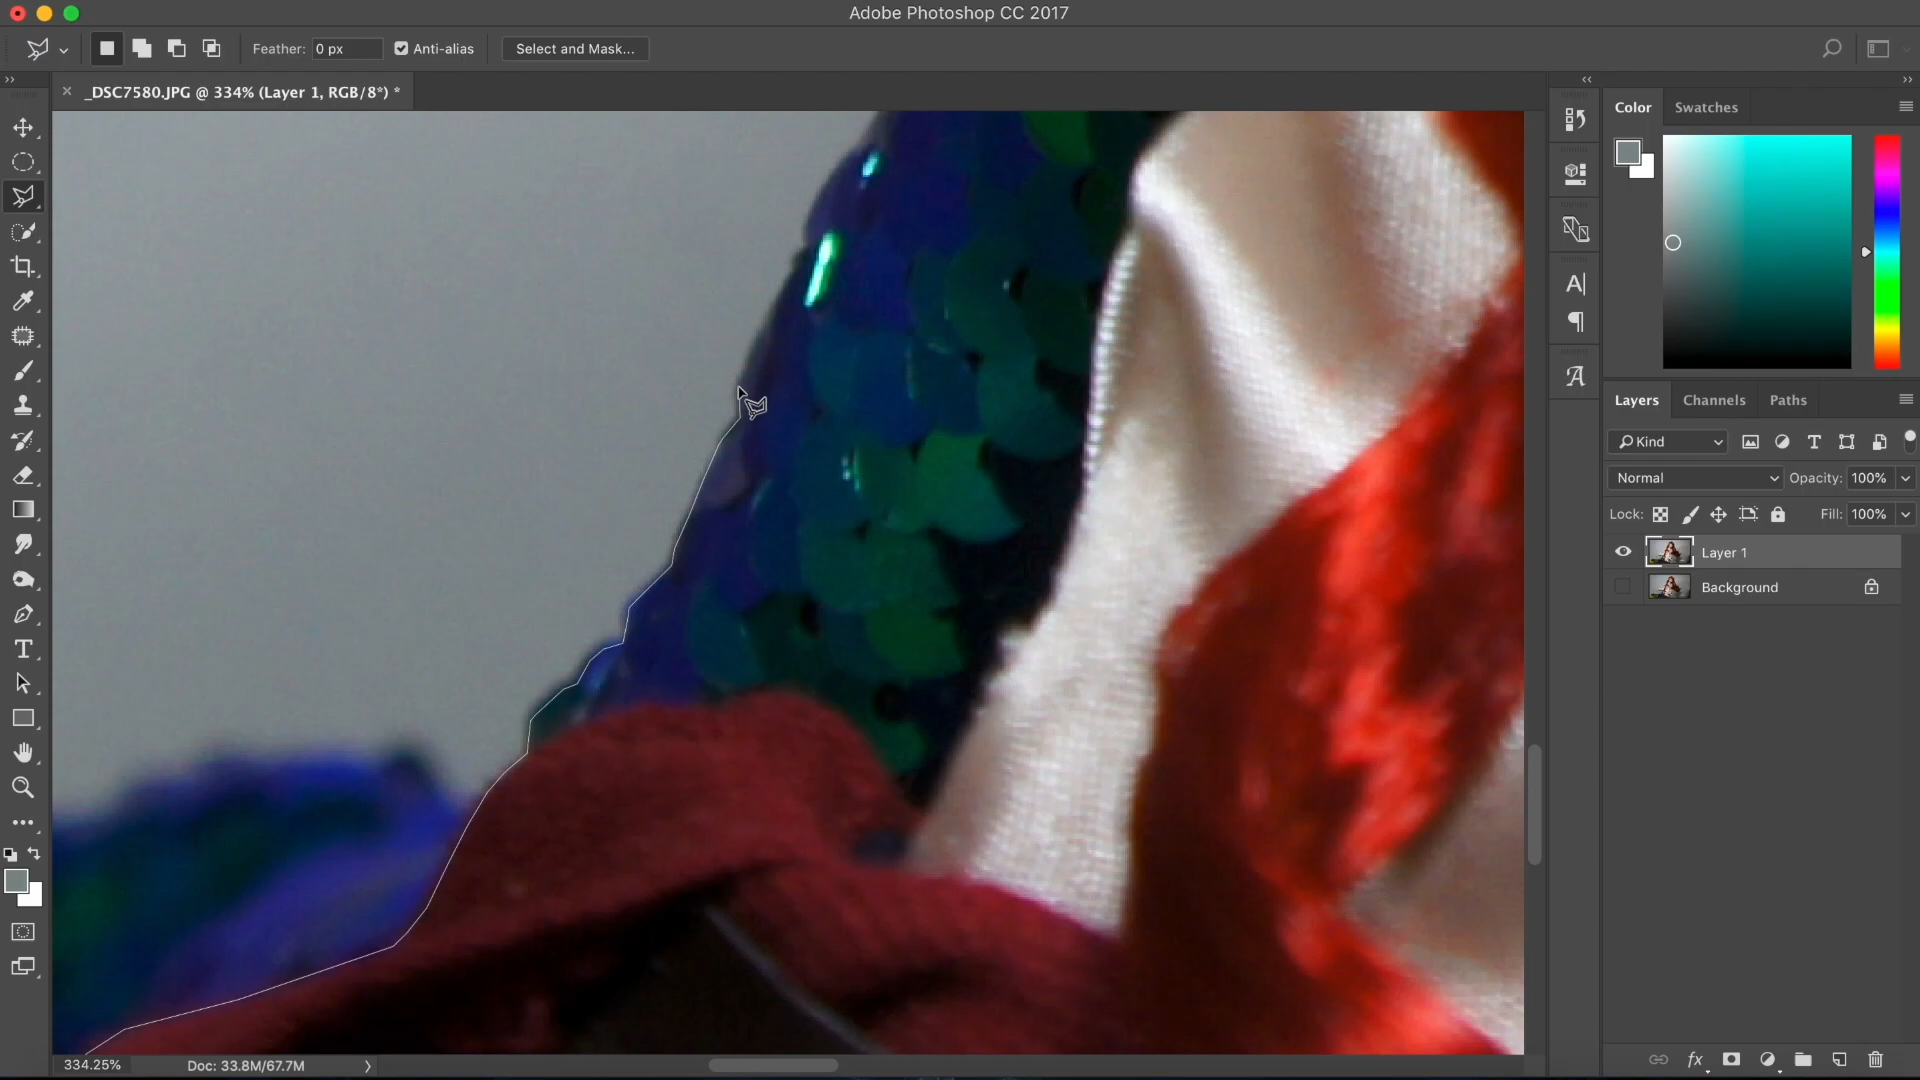 Adobe Photoshop CC 2017
Feather: 0 px Anti-alias Select and Mask...
_DSC7580.JPG @ 334% (Layer 1, RGB/8*) *
Color Swatches
Layers Channels Paths
Kind
Normal Opacity: 100%
Lock: Fill: 100%
Layer 1
Background
334.25% Doc: 33.8M/67.7M